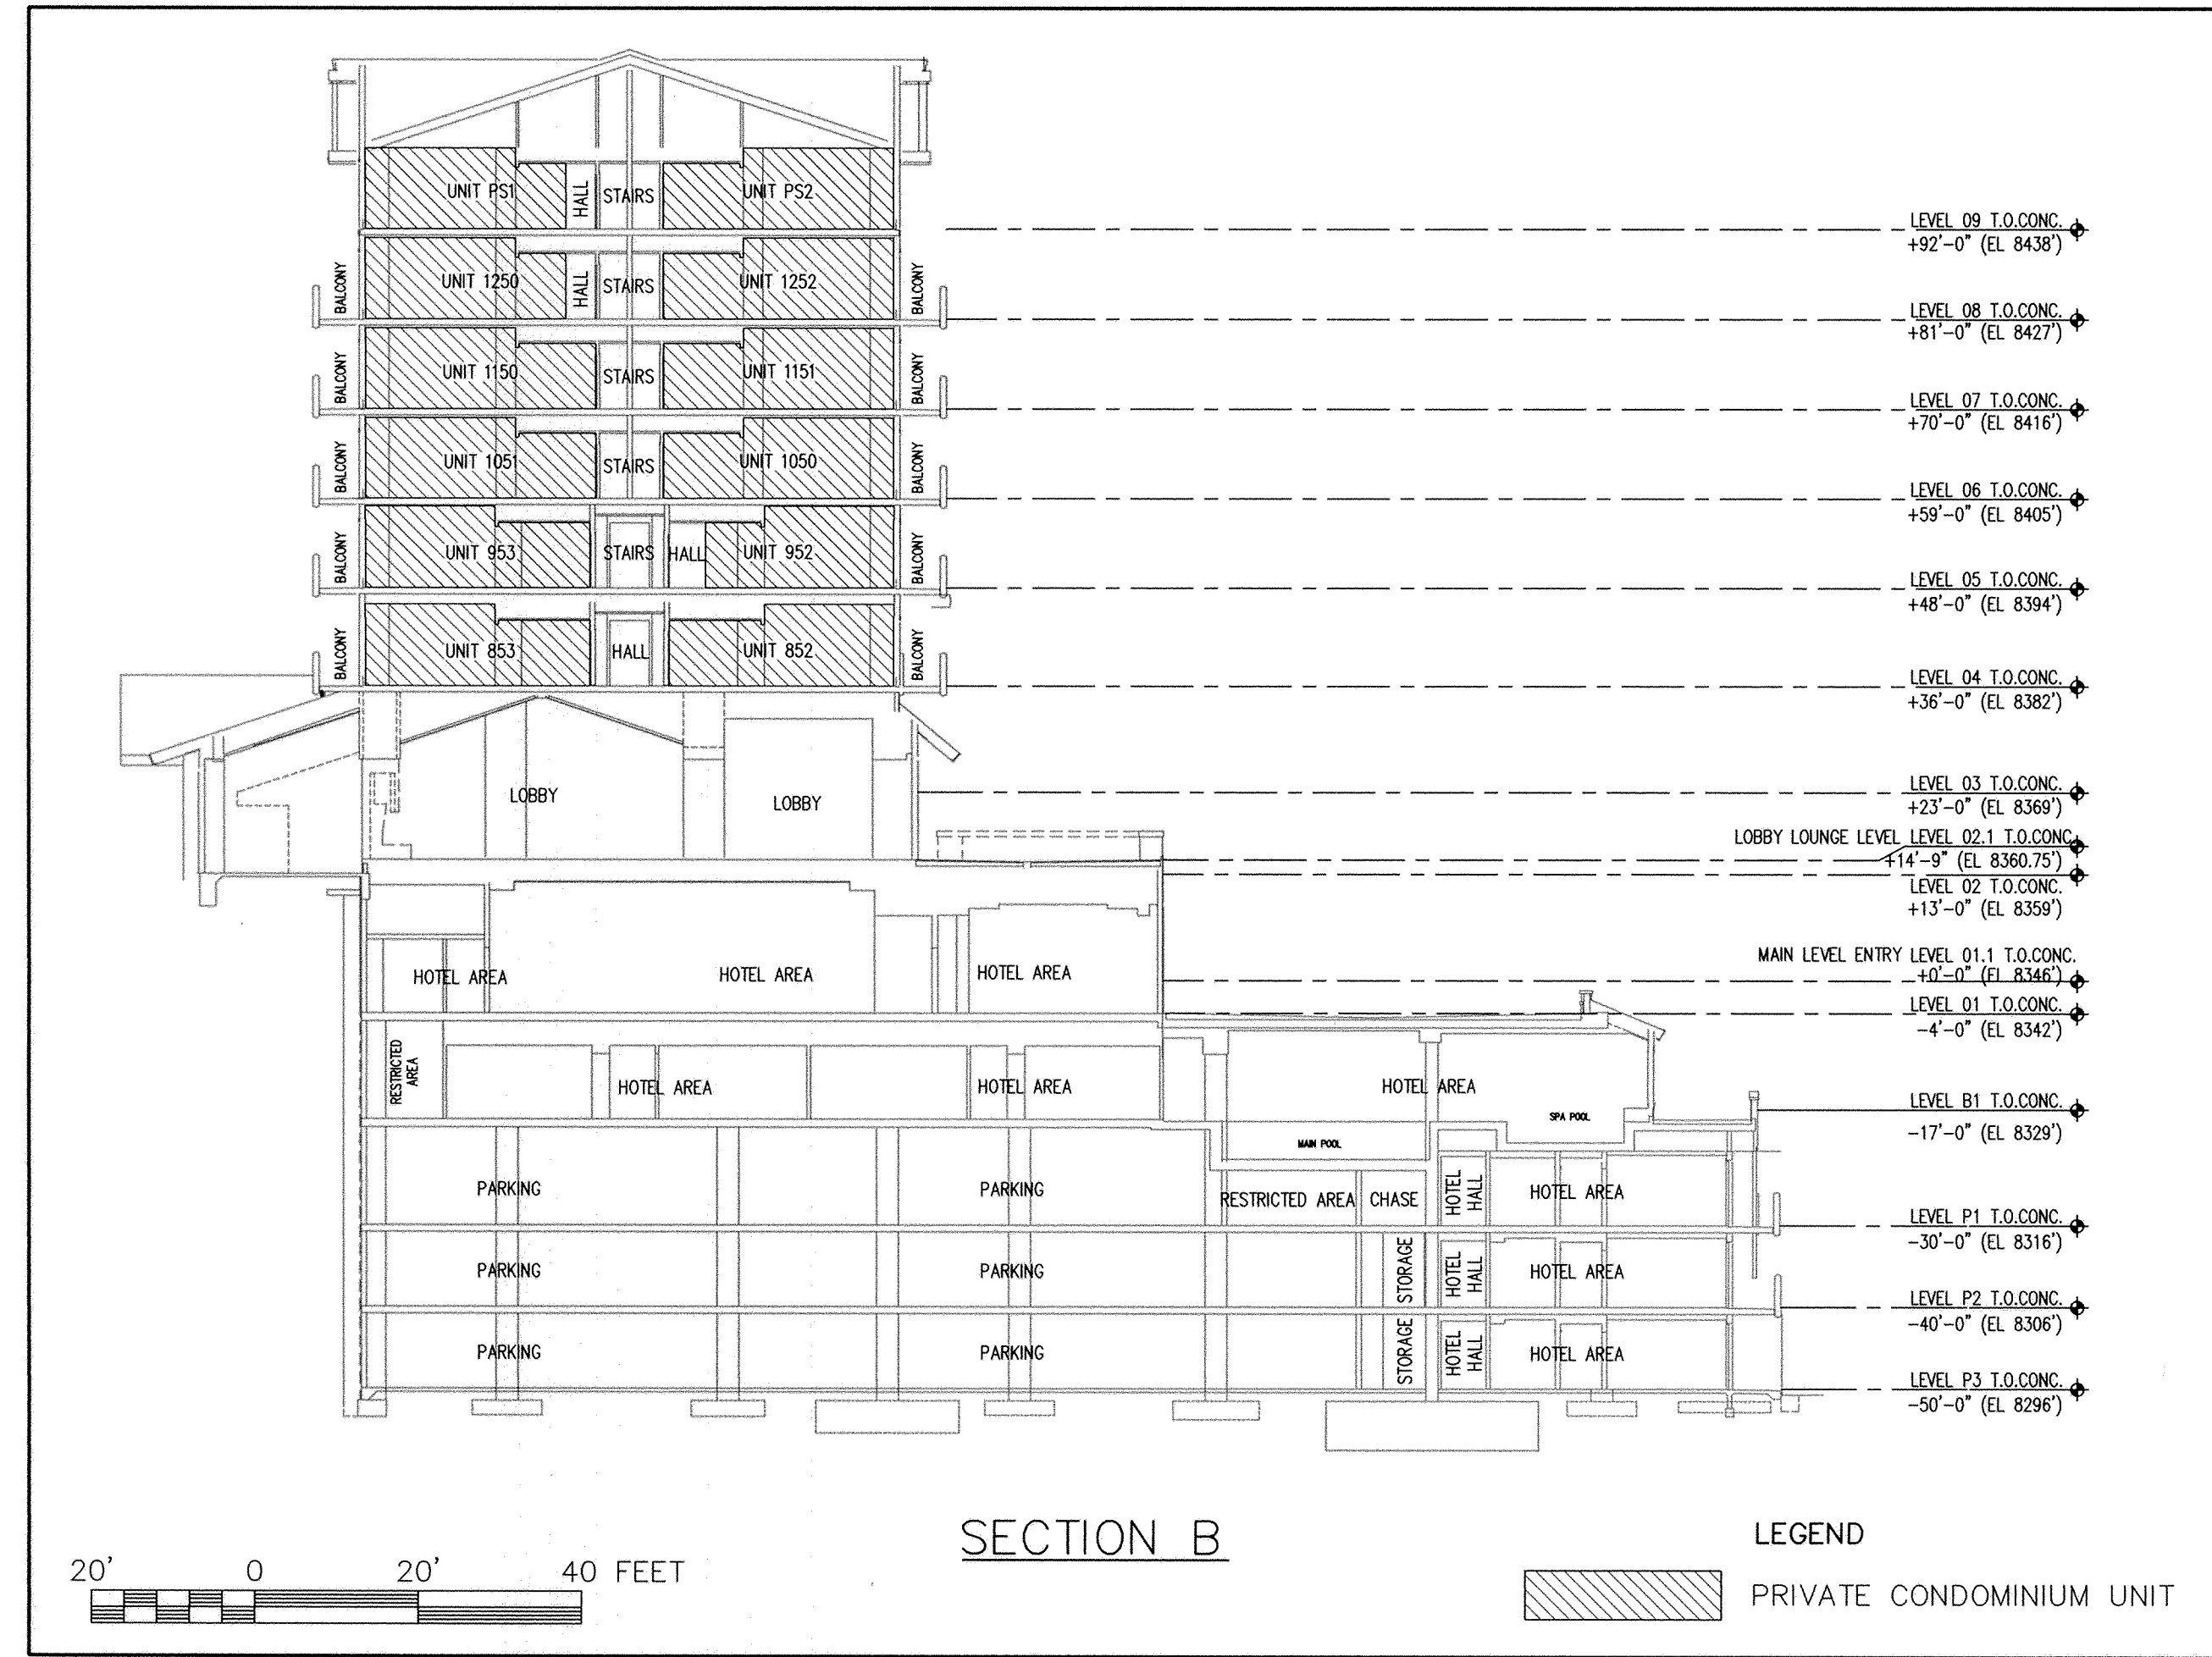 UNIT PS1
HALL
STAIRS
UNIT PS2
LEVEL 09 T.O.CONC.
+92'-0" (EL 8438')
BALCONY
UNIT 1250
HALL
STAIRS
UNIT 1252
BALCONY
LEVEL 08 T.O.CONC.
+81'-0" (EL 8427')
BALCONY
UNIT 1150
STAIRS
UNIT 1151
BALCONY
LEVEL 07 T.O.CONC.
+70'-0" (EL 8416')
BALCONY
UNIT 1051
STAIRS
UNIT 1050
BALCONY
LEVEL 06 T.O.CONC.
+59'-0" (EL 8405')
BALCONY
UNIT 953
STAIRS
HALL
UNIT 952
BALCONY
LEVEL 05 T.O.CONC.
+48'-0" (EL 8394')
BALCONY
UNIT 853
HALL
UNIT 852
BALCONY
LEVEL 04 T.O.CONC.
+36'-0" (EL 8382')
LOBBY
LOBBY
LEVEL 03 T.O.CONC.
+23'-0" (EL 8369')
LOBBY LOUNGE LEVEL LEVEL 02.1 T.O.CONC.
+14'-9" (EL 8360.75')
LEVEL 02 T.O.CONC.
+13'-0" (EL 8359')
HOTEL AREA
HOTEL AREA
HOTEL AREA
MAIN LEVEL ENTRY LEVEL 01.1 T.O.CONC.
+0'-0" (EL 8346')
LEVEL 01 T.O.CONC.
-4'-0" (EL 8342')
RESTRICTED
AREA
HOTEL AREA
HOTEL AREA
HOTEL AREA
SPA POOL
MAIN POOL
LEVEL B1 T.O.CONC.
-17'-0" (EL 8329')
PARKING
PARKING
RESTRICTED AREA
CHASE
HOTEL
HALL
HOTEL AREA
LEVEL P1 T.O.CONC.
-30'-0" (EL 8316')
PARKING
PARKING
STORAGE
HOTEL
HALL
HOTEL AREA
LEVEL P2 T.O.CONC.
-40'-0" (EL 8306')
PARKING
PARKING
STORAGE
HOTEL
HALL
HOTEL AREA
LEVEL P3 T.O.CONC.
-50'-0" (EL 8296')
SECTION B
20' 0 20' 40 FEET
LEGEND
PRIVATE CONDOMINIUM UNIT